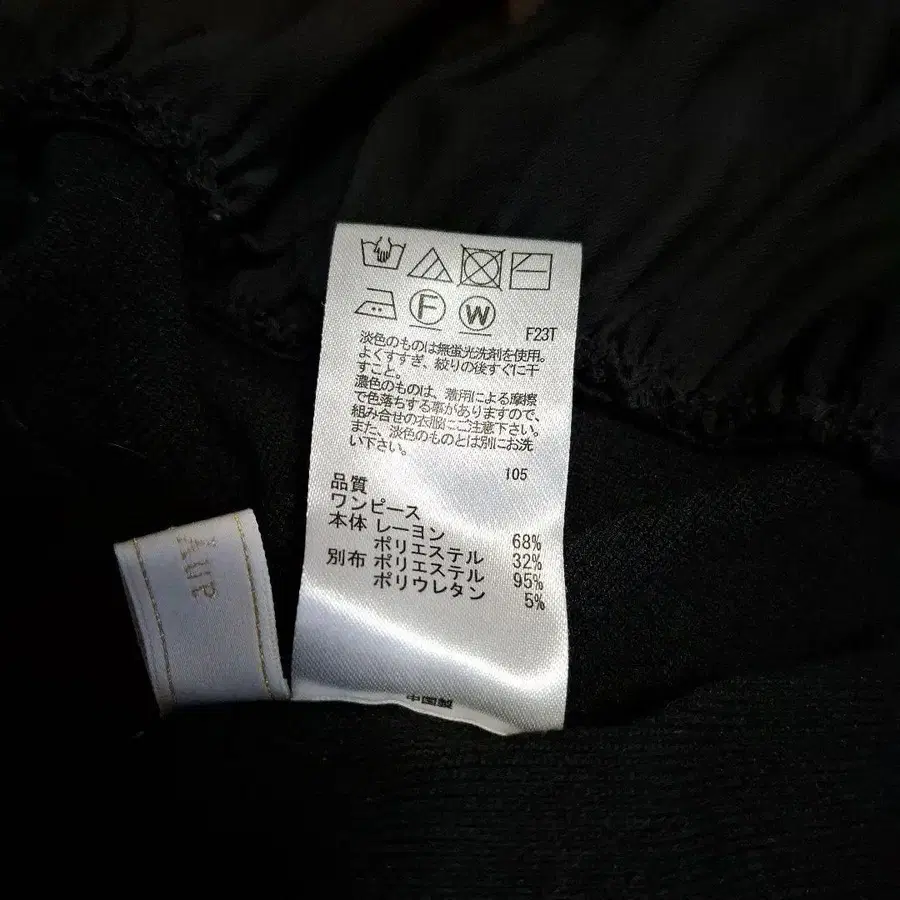 F
W
F23T
淡色のものは無蛍光洗剤を使用。
よくすすぎ、絞りの後すぐに干
すこと。
濃色のものは、着用による摩擦
で色落ちする事がありますので、
組み合せの衣服にご注意下さい。
また、淡色のものとは別にお洗
い下さい。
105
品質
ワンピース
本体 レーヨン 68%
ポリエステル 32%
別布 ポリエステル 95%
ポリウレタン 5%